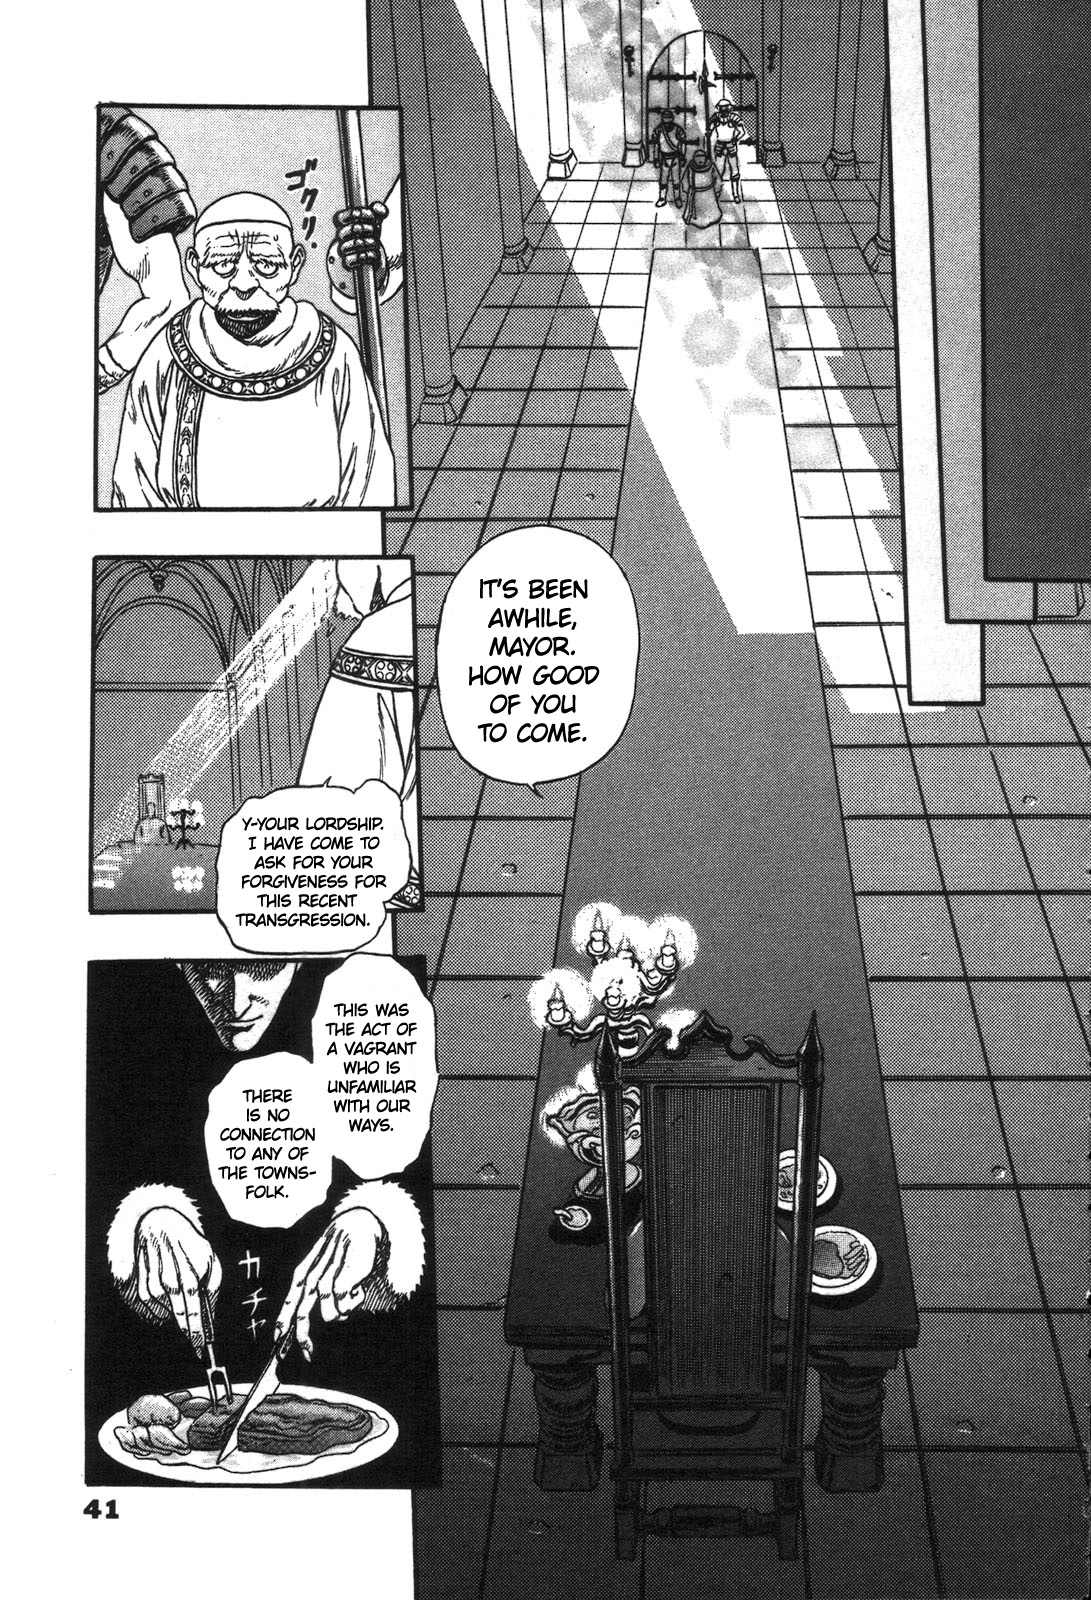 IT'S BEEN
AWHILE,
MAYOR.
HOW GOOD
OF YOU
TO COME.
ゴクリ.
Y-YOUR LORDSHIP.
I HAVE COME TO
ASK FOR YOUR
FORGIVENESS FOR
THIS RECENT
TRANSGRESSION.
THIS WAS
THE ACT OF
A VAGRANT
WHO IS
UNFAMILIAR
WITH OUR
WAYS.
THERE
IS NO
CONNECTION
TO ANY OF
THE TOWNS-
FOLK.
カチャ
41